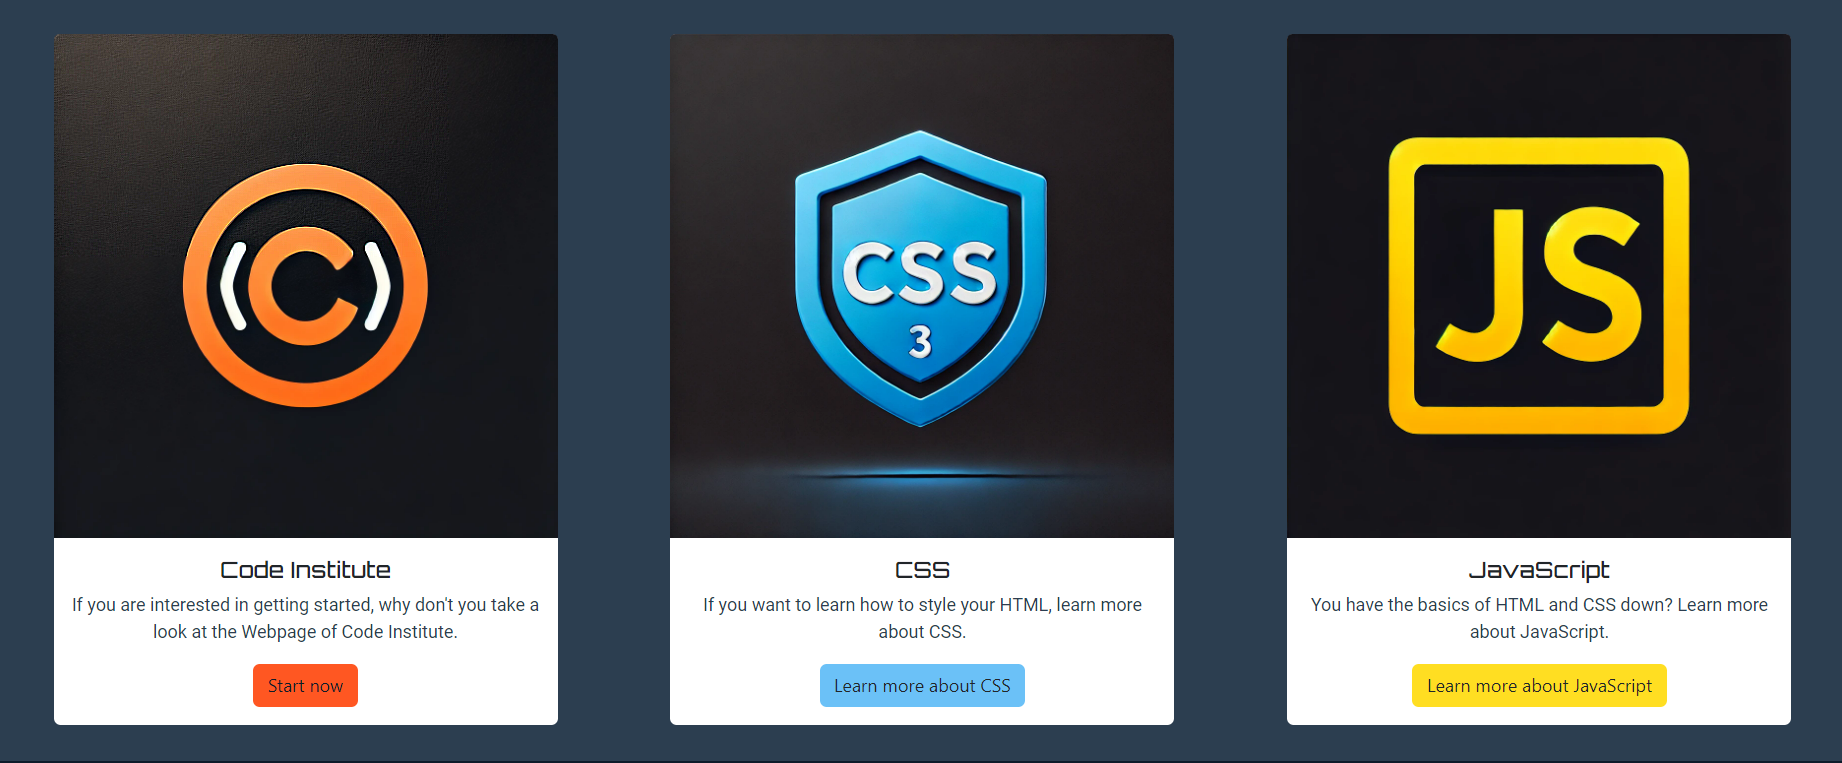 (C)
CSS
3
JS
Code Institute
If you are interested in getting started, why don't you take a
look at the Webpage of Code Institute.
Start now
CSS
If you want to learn how to style your HTML, learn more
about CSS.
Learn more about CSS
JavaScript
You have the basics of HTML and CSS down? Learn more
about JavaScript.
Learn more about JavaScript